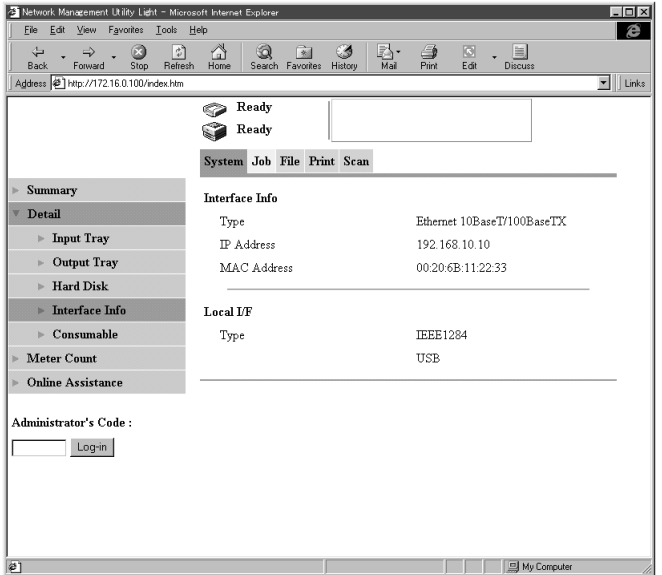 Network Management Utility Light - Microsoft Internet Explorer
File Edit View Favorites Tools Help
Back Forward Stop Refresh Home Search Favorites History Mail Print Edit Discuss
Address http://172.16.0.100/index.htm Links
Ready
Ready
System Job File Print Scan
Summary
Detail
Input Tray
Output Tray
Hard Disk
Interface Info
Consumable
Meter Count
Online Assistance
Administrator's Code :
Log-in
Interface Info
Type Ethernet 10BaseT/100BaseTX
IP Address 192.168.10.10
MAC Address 00:20:6B:11:22:33
Local I/F
Type IEEE1284
USB
My Computer